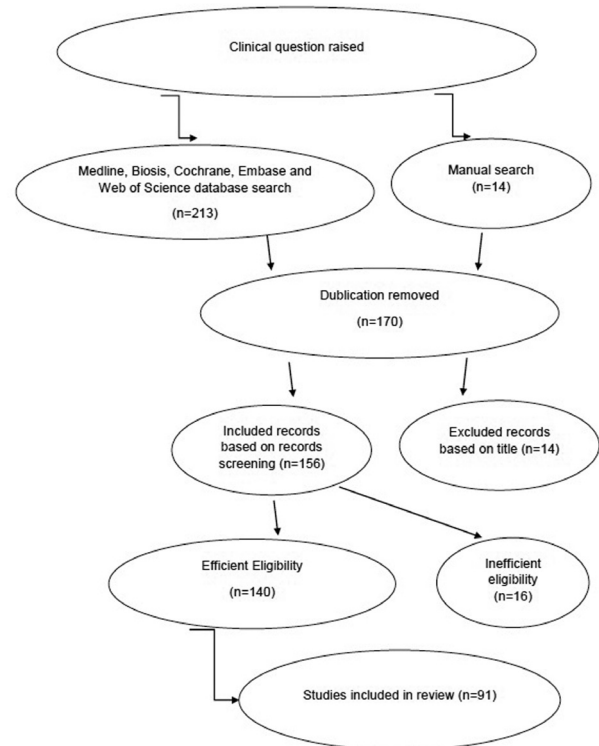 Clinical question raised
Medline, Biosis, Cochrane, Embase and
Web of Science database search
(n=213)
Manual search
(n=14)
Dublication removed
(n=170)
Included records
based on records
screening (n=156)
Excluded records
based on title (n=14)
Efficient Eligibility
(n=140)
Inefficient
eligibility
(n=16)
Studies included in review (n=91)